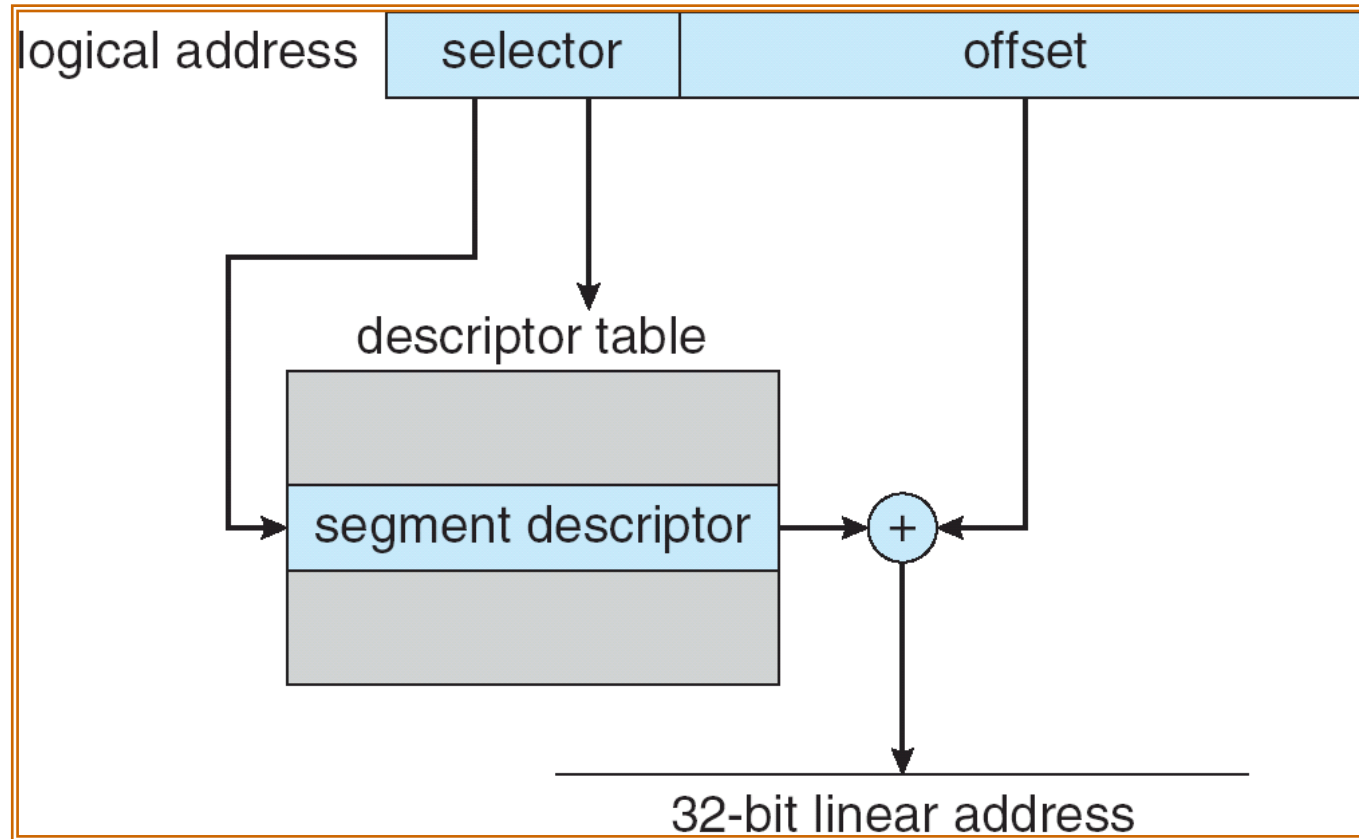 logical address selector offset
descriptor table
segment descriptor +
32-bit linear address